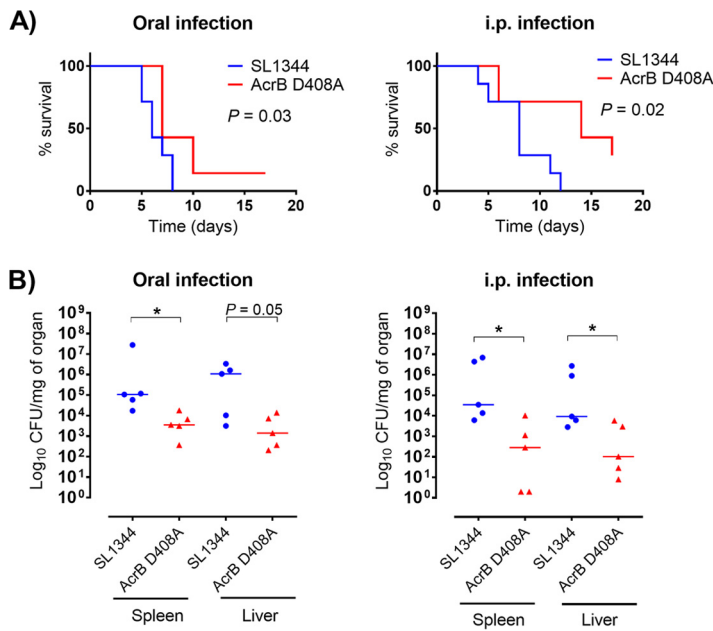 A)
Oral infection
i.p. infection
% survival
100
50
0
0 5 10 15 20
Time (days)
SL1344
AcrB D408A
P = 0.03
% survival
100
50
0
0 5 10 15 20
Time (days)
SL1344
AcrB D408A
P = 0.02
B)
Oral infection
i.p. infection
Log₁₀ CFU/mg of organ
10⁹
10⁸
10⁷
10⁶
10⁵
10⁴
10³
10²
10¹
10⁰
*
P = 0.05
SL1344
AcrB D408A
SL1344
AcrB D408A
Spleen
Liver
Log₁₀ CFU/mg of organ
10⁹
10⁸
10⁷
10⁶
10⁵
10⁴
10³
10²
10¹
10⁰
*
*
SL1344
AcrB D408A
SL1344
AcrB D408A
Spleen
Liver